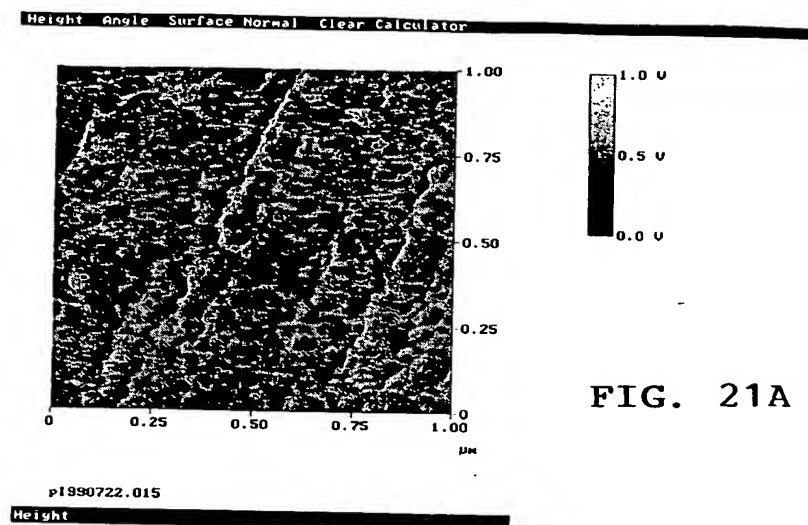 Height Angle Surface Normal Clear Calculator
1.00
0.75
0.50
0.25
0
0 0.25 0.50 0.75 1.00
μm
1.0 V
0.5 V
0.0 V
FIG. 21A
p1990722.015
Height